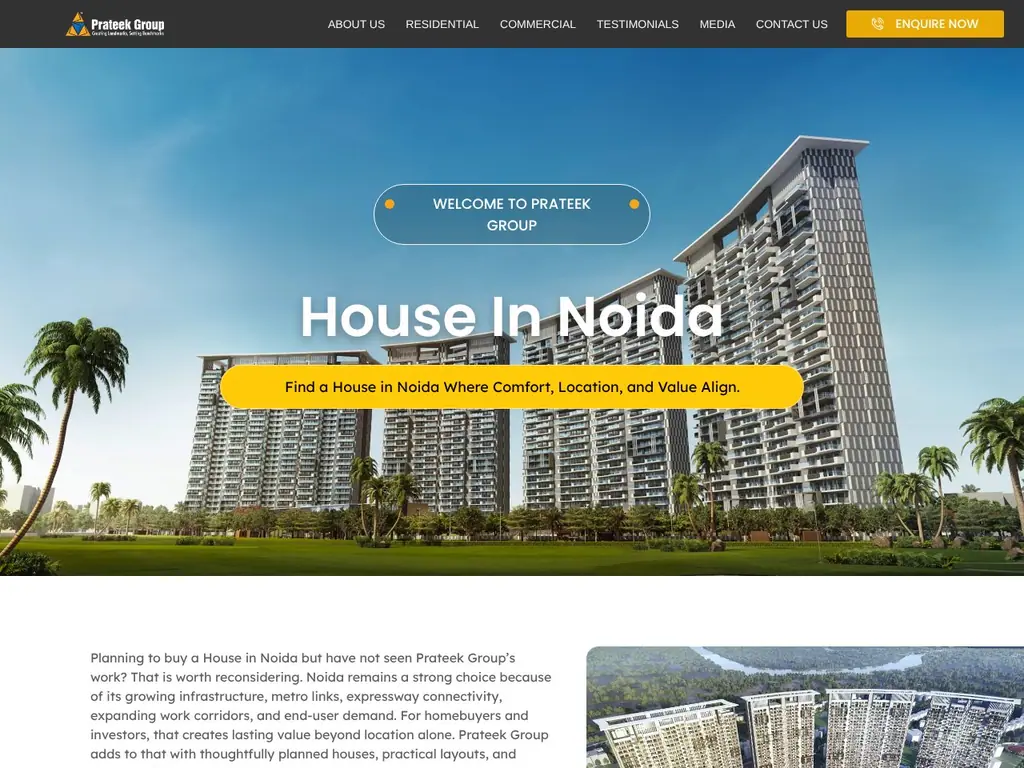 Prateek Group
Creating Landmarks, Setting Benchmarks
ABOUT US RESIDENTIAL COMMERCIAL TESTIMONIALS MEDIA CONTACT US ENQUIRE NOW
WELCOME TO PRATEEK
GROUP
House In Noida
Find a House in Noida Where Comfort, Location, and Value Align.
Planning to buy a House in Noida but have not seen Prateek Group’s
work? That is worth reconsidering. Noida remains a strong choice because
of its growing infrastructure, metro links, expressway connectivity,
expanding work corridors, and end-user demand. For homebuyers and
investors, that creates lasting value beyond location alone. Prateek Group
adds to that with thoughtfully planned houses, practical layouts, and